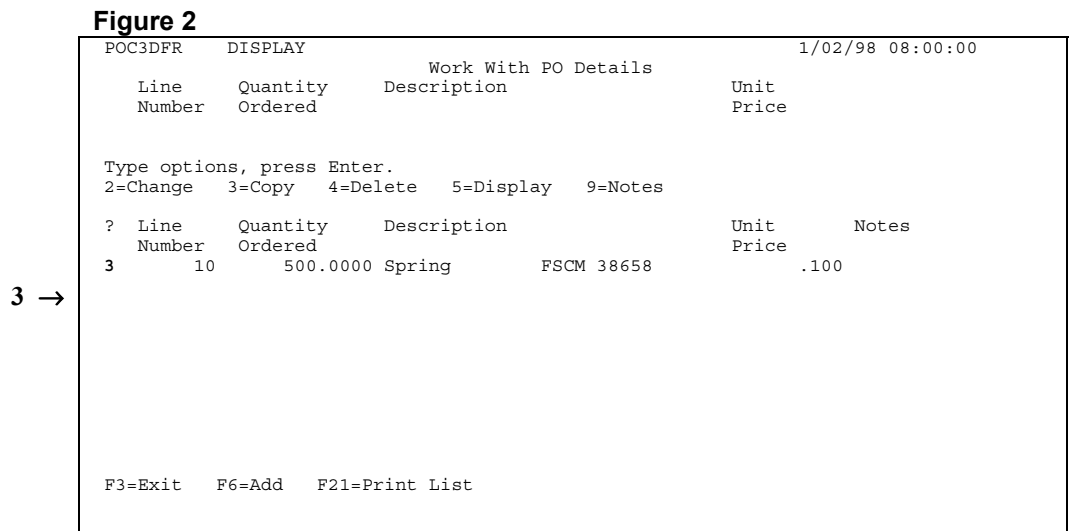 Figure 2
POC3DFR DISPLAY 1/02/98 08:00:00
Work With PO Details
Line Quantity Description Unit
Number Ordered Price
Type options, press Enter.
2=Change 3=Copy 4=Delete 5=Display 9=Notes
? Line Quantity Description Unit Notes
Number Ordered Price
3 10 500.0000 Spring FSCM 38658 .100
3 →
F3=Exit F6=Add F21=Print List